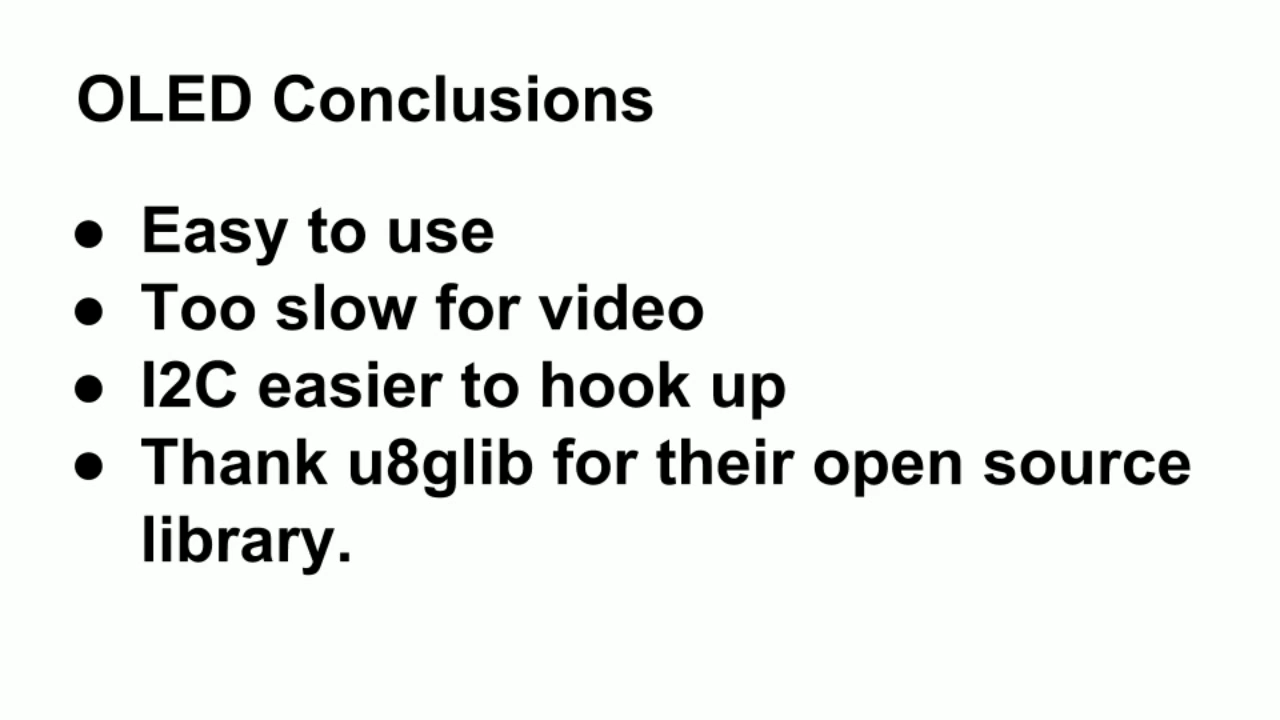 OLED Conclusions
● Easy to use
● Too slow for video
● I2C easier to hook up
● Thank u8glib for their open source
library.